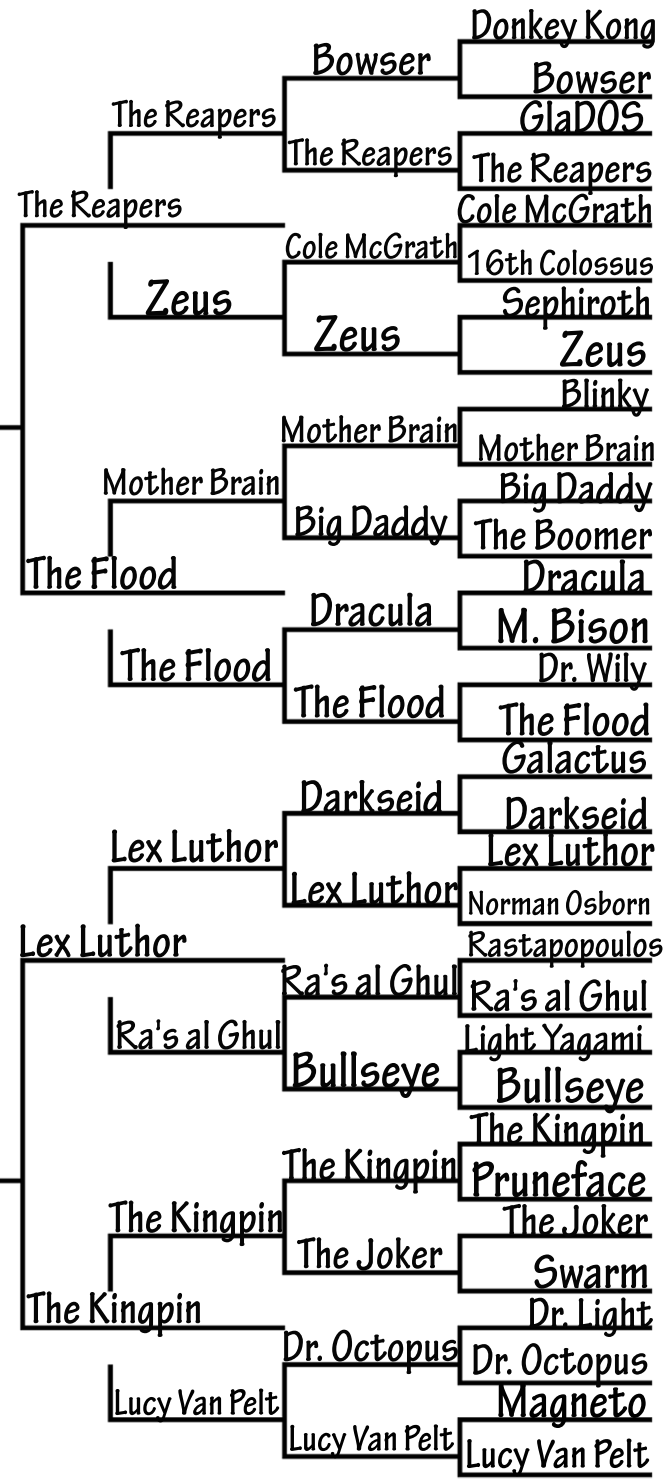 Donkey Kong
Bowser
Bowser
GlaDOS
The Reapers
The Reapers
The Reapers
The Reapers
Cole McGrath
Cole McGrath
16th Colossus
Zeus
Sephiroth
Zeus
Zeus
Blinky
Mother Brain
Mother Brain
Mother Brain
Big Daddy
Big Daddy
The Boomer
The Flood
Dracula
Dracula
M. Bison
The Flood
Dr. Wily
The Flood
The Flood
Galactus
Darkseid
Darkseid
Lex Luthor
Lex Luthor
Lex Luthor
Norman Osborn
Lex Luthor
Rastapopoulos
Ra's al Ghul
Ra's al Ghul
Ra's al Ghul
Light Yagami
Bullseye
Bullseye
The Kingpin
The Kingpin
Pruneface
The Kingpin
The Joker
The Joker
Swarm
The Kingpin
Dr. Light
Dr. Octopus
Dr. Octopus
Lucy Van Pelt
Magneto
Lucy Van Pelt
Lucy Van Pelt